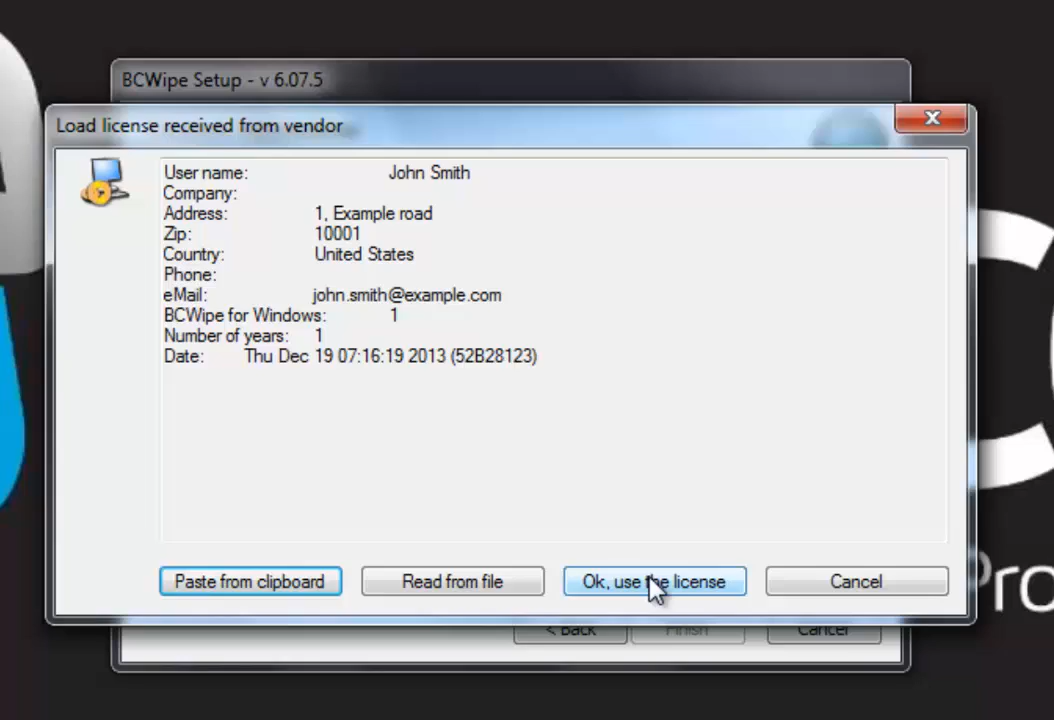 BCWipe Setup - v 6.07.5
Load license received from vendor
User name: John Smith
Company:
Address: 1, Example road
Zip: 10001
Country: United States
Phone:
eMail: john.smith@example.com
BCWipe for Windows: 1
Number of years: 1
Date: Thu Dec 19 07:16:19 2013 (52B28123)
Paste from clipboard Read from file Ok, use the license Cancel
< Back Finish Cancel
Pro